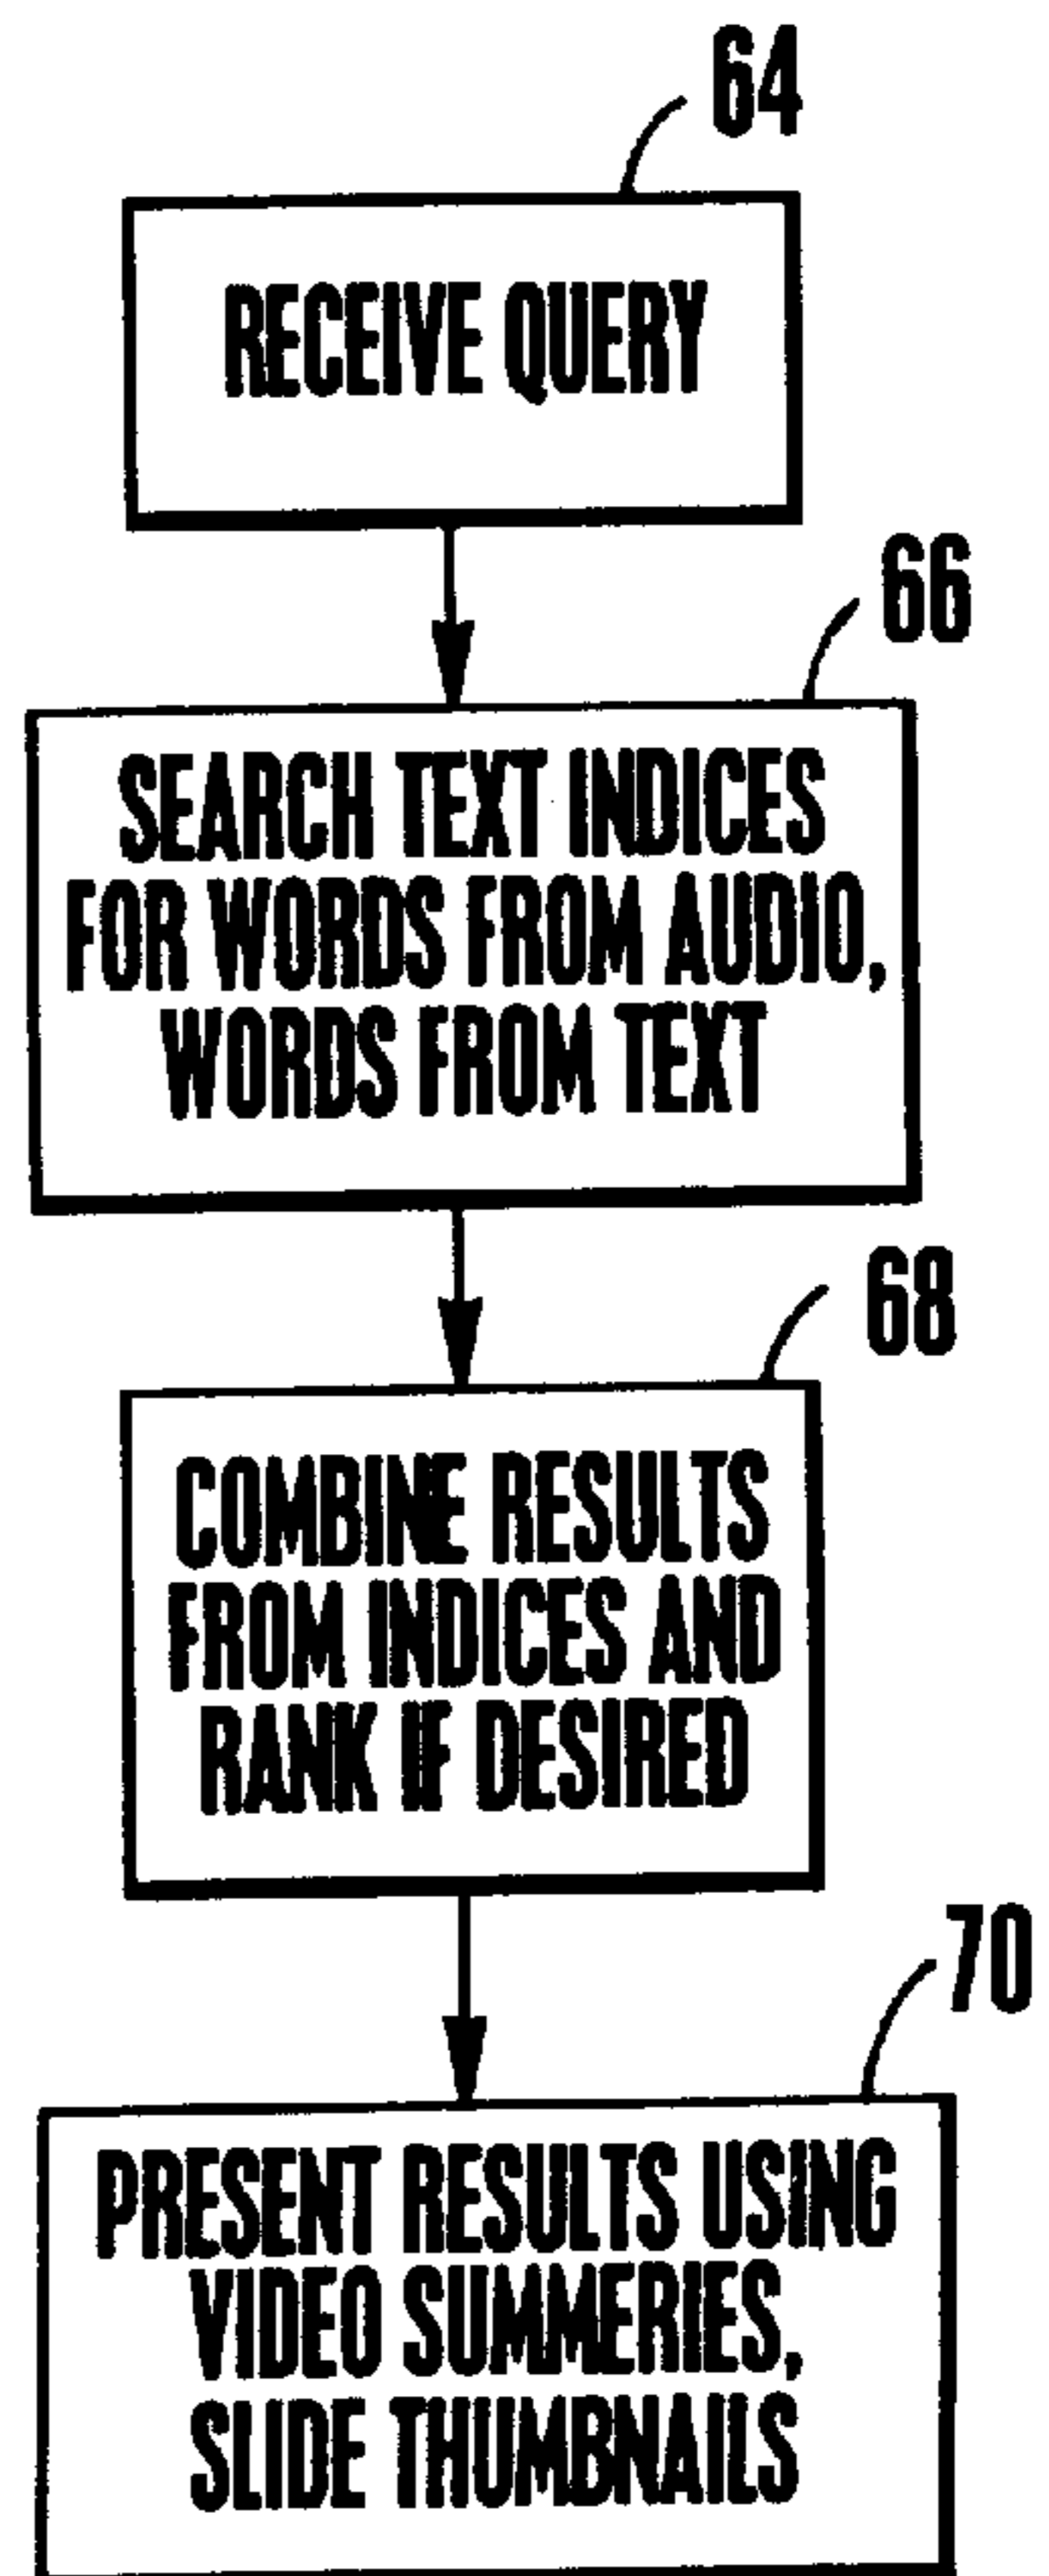 64
RECEIVE QUERY
66
SEARCH TEXT INDICES
FOR WORDS FROM AUDIO,
WORDS FROM TEXT
68
COMBINE RESULTS
FROM INDICES AND
RANK IF DESIRED
70
PRESENT RESULTS USING
VIDEO SUMMERIES,
SLIDE THUMBNAILS